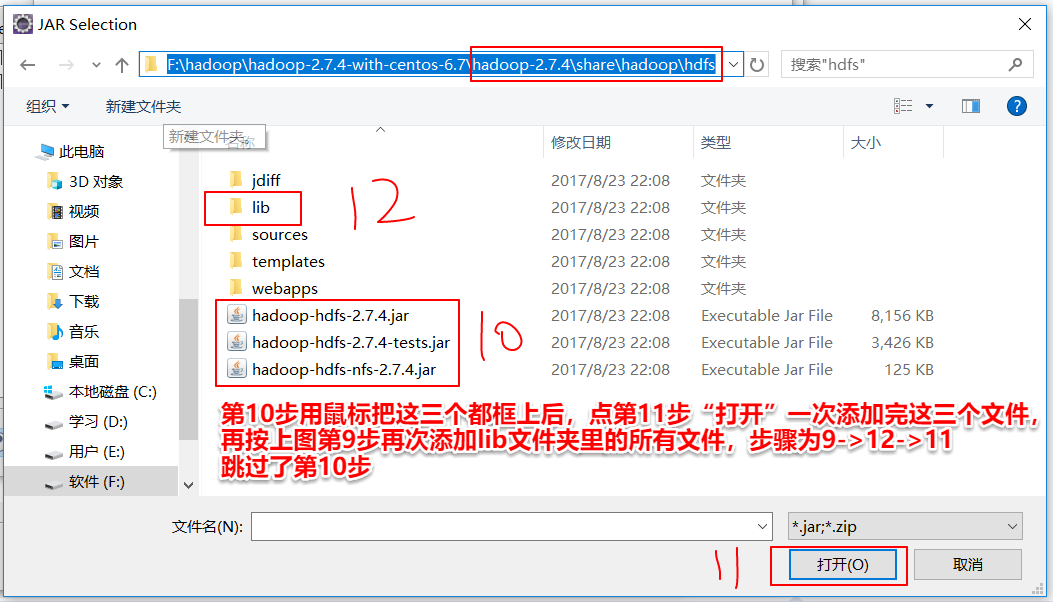 JAR Selection
F:\hadoop\hadoop-2.7.4-with-centos-6.7\hadoop-2.7.4\share\hadoop\hdfs
搜索"hdfs"
组织
新建文件夹
新建文件夹
名称
修改日期
类型
大小
此电脑
3D 对象
视频
图片
文档
下载
音乐
桌面
本地磁盘 (C:)
学习 (D:)
用户 (E:)
软件 (F:)
jdiff 2017/8/23 22:08 文件夹
lib 2017/8/23 22:08 文件夹
12
sources 2017/8/23 22:08 文件夹
templates 2017/8/23 22:08 文件夹
webapps 2017/8/23 22:08 文件夹
hadoop-hdfs-2.7.4.jar 2017/8/23 22:08 Executable Jar File 8,156 KB
hadoop-hdfs-2.7.4-tests.jar 2017/8/23 22:08 Executable Jar File 3,426 KB
hadoop-hdfs-nfs-2.7.4.jar 2017/8/23 22:08 Executable Jar File 125 KB
10
第10步用鼠标把这三个都框上后，点第11步“打开”一次添加完这三个文件，
再按上图第9步再次添加lib文件夹里的所有文件，步骤为9->12->11
跳过了第10步
文件名(N):
*.jar;*.zip
11
打开(O)
取消